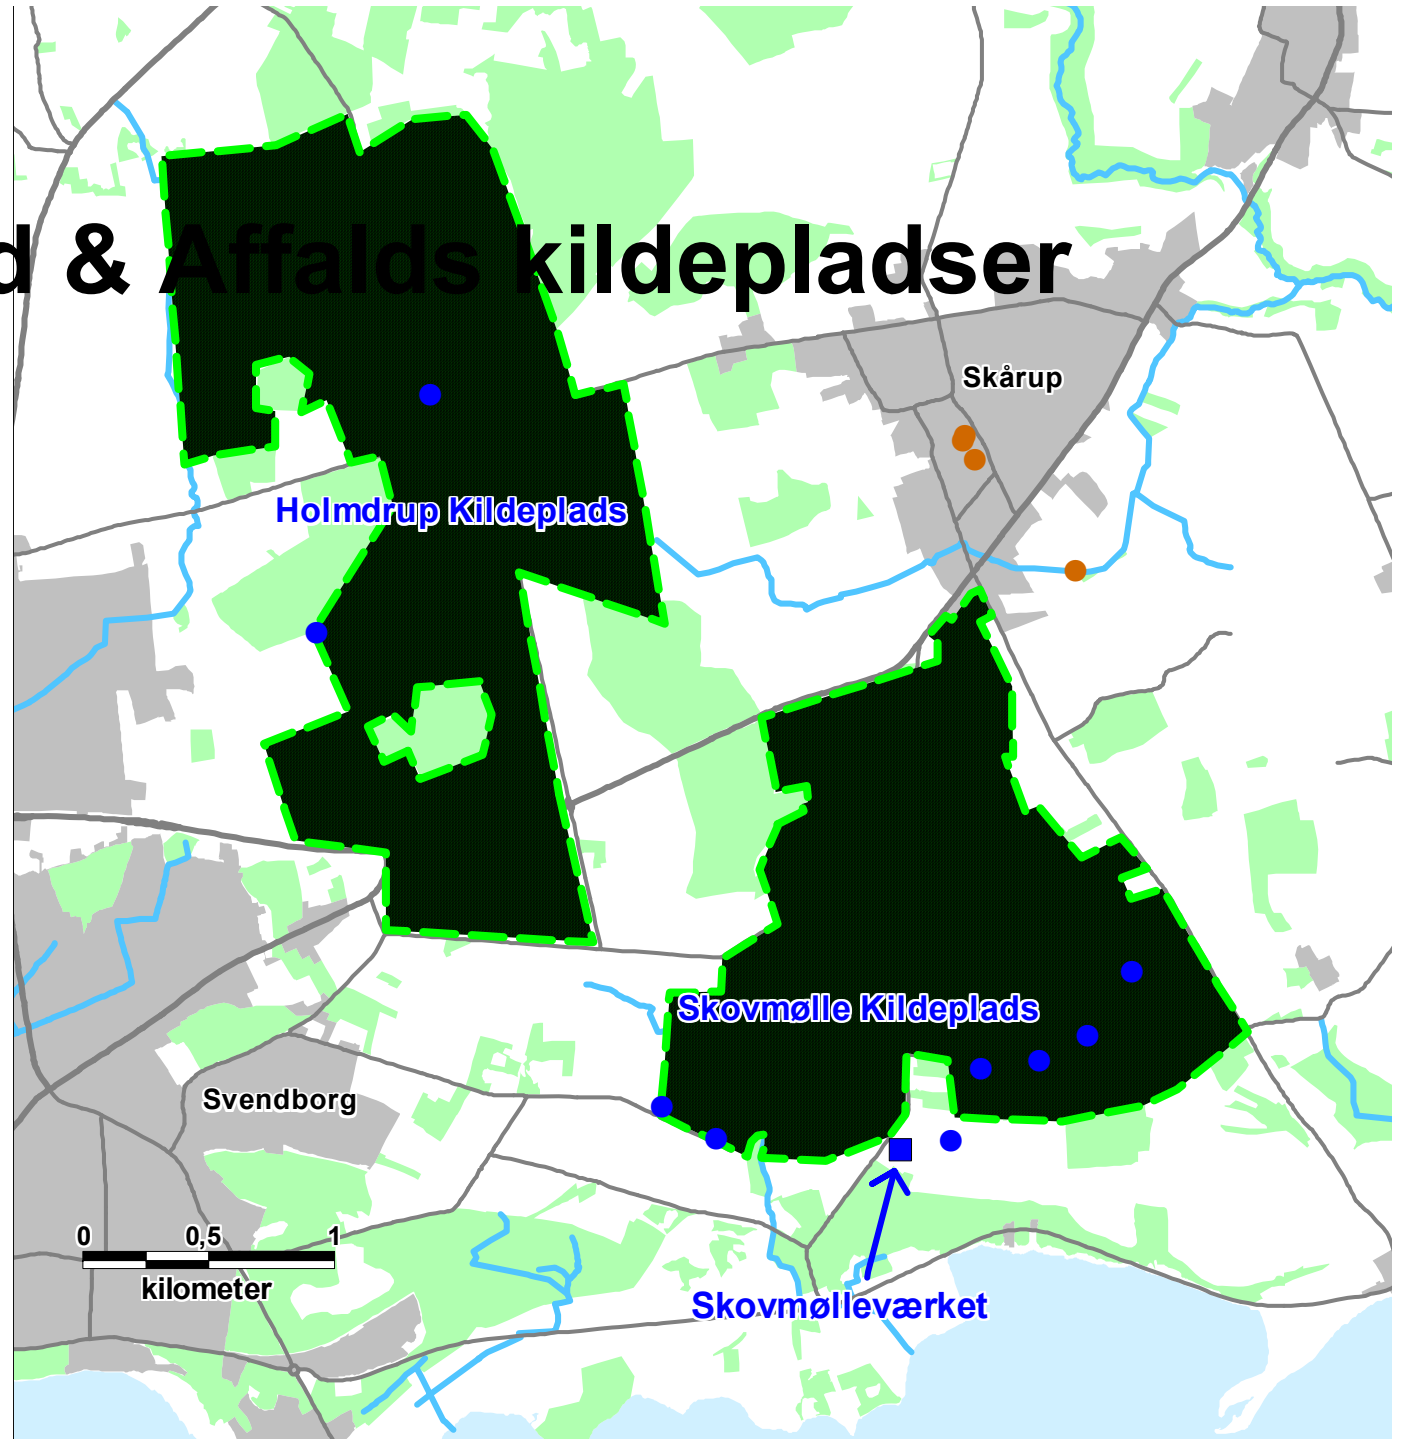 d & Affalds kildepladser
Skårup
Holmdrup Kildeplads
Skovmølle Kildeplads
Svendborg
0 0,5 1
kilometer
Skovmølleværket